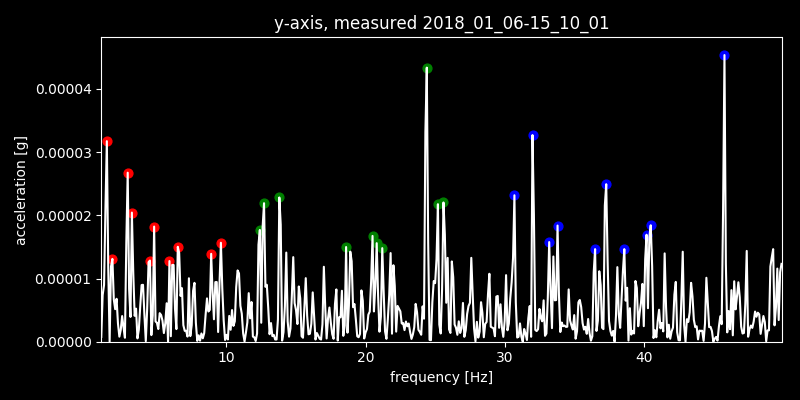 y-axis, measured 2018_01_06-15_10_01
acceleration [g]
0.00004
0.00003
0.00002
0.00001
0.00000
10 20 30 40
frequency [Hz]